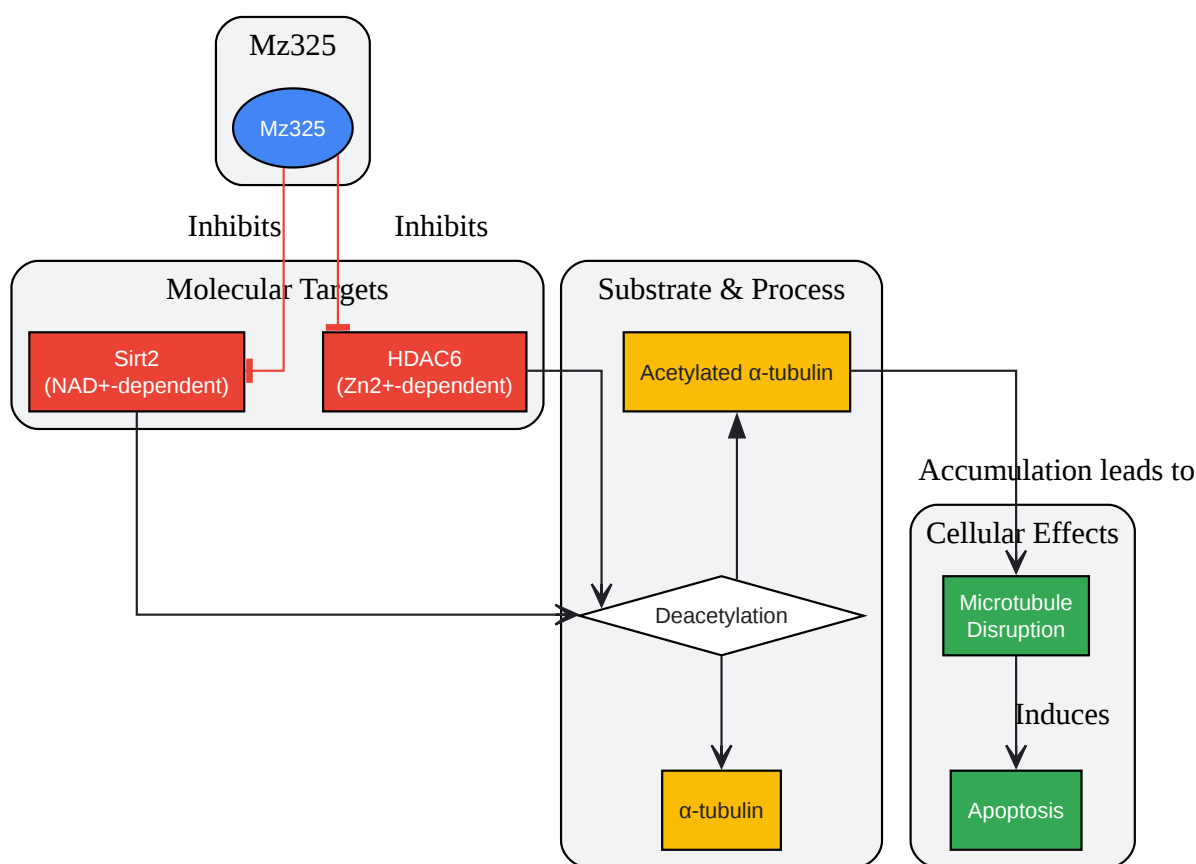 Mz325
Mz325
Inhibits
Inhibits
Molecular Targets
Sirt2
(NAD+-dependent)
HDAC6
(Zn2+-dependent)
Substrate & Process
Acetylated α-tubulin
Deacetylation
α-tubulin
Accumulation leads to
Cellular Effects
Microtubule
Disruption
Induces
Apoptosis